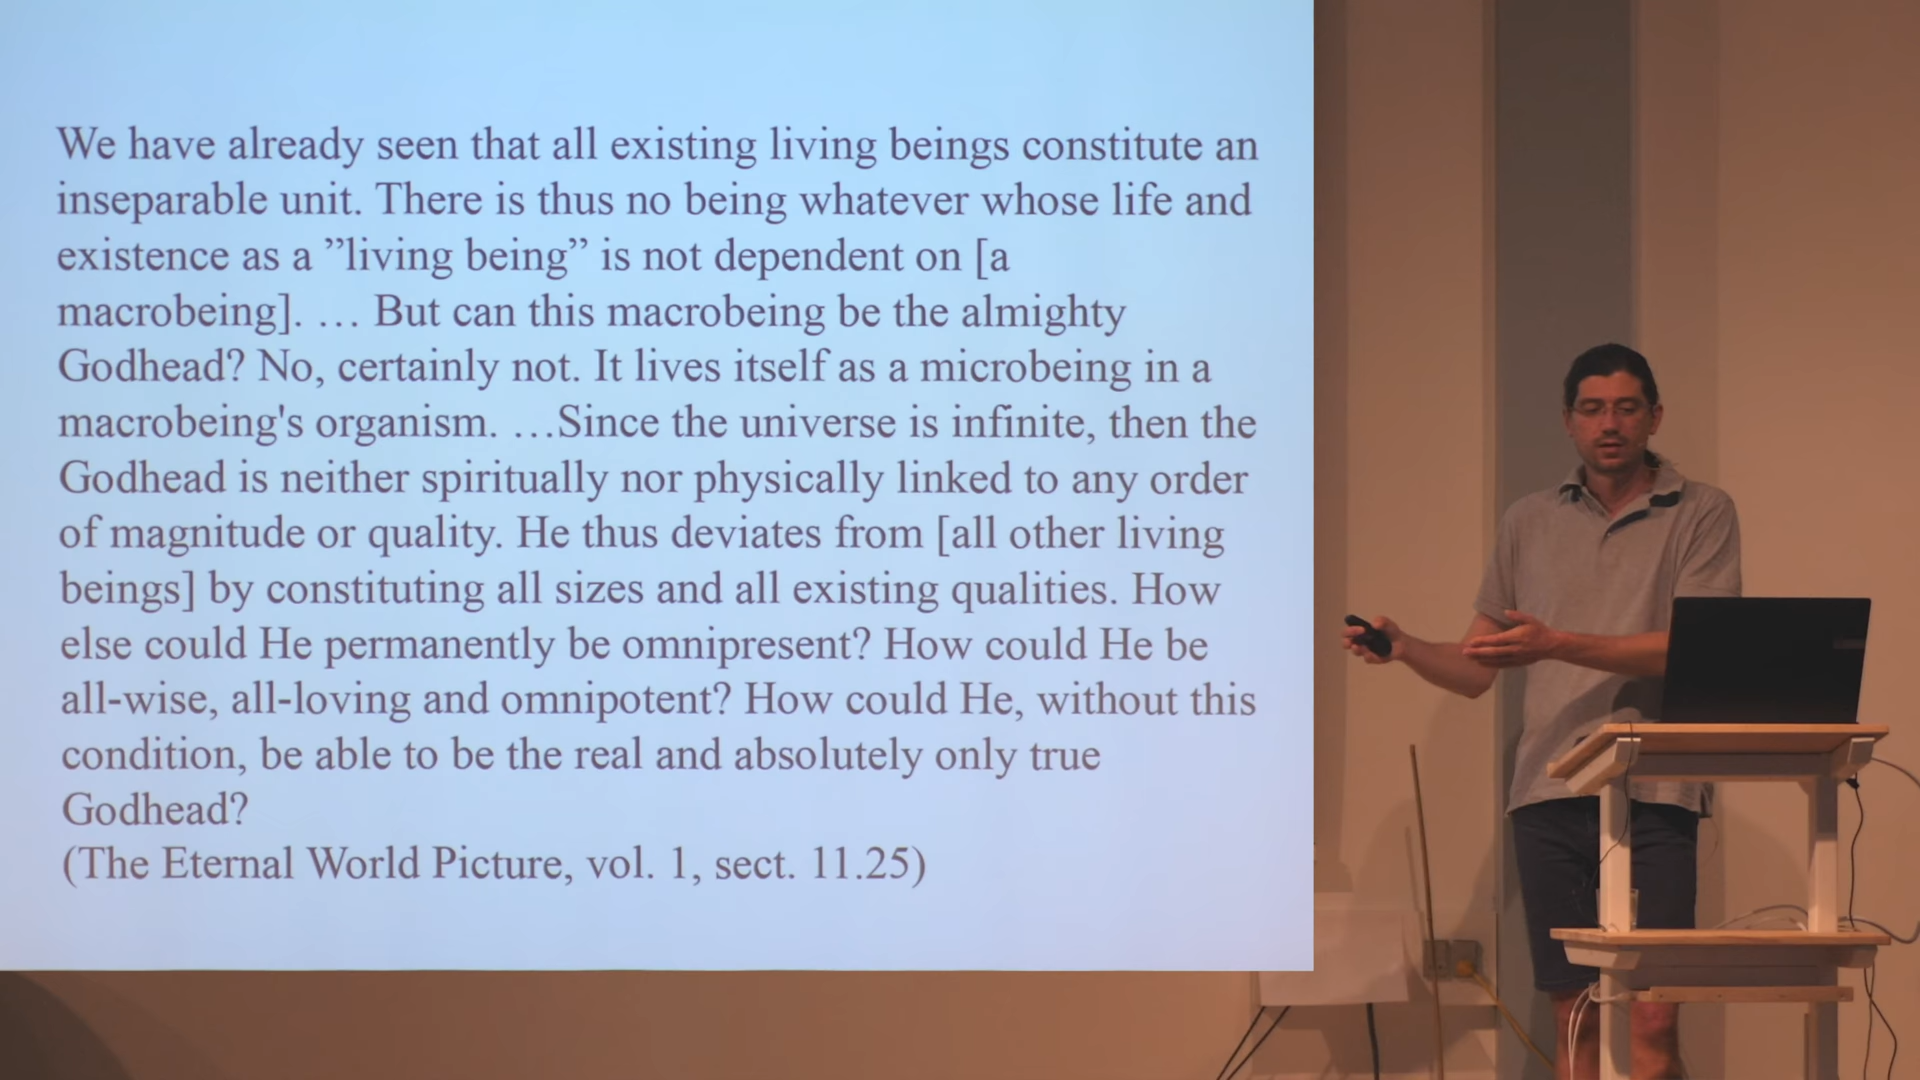 We have already seen that all existing living beings constitute an
inseparable unit. There is thus no being whatever whose life and
existence as a ”living being” is not dependent on [a
macrobeing]. … But can this macrobeing be the almighty
Godhead? No, certainly not. It lives itself as a microbeing in a
macrobeing's organism. …Since the universe is infinite, then the
Godhead is neither spiritually nor physically linked to any order
of magnitude or quality. He thus deviates from [all other living
beings] by constituting all sizes and all existing qualities. How
else could He permanently be omnipresent? How could He be
all-wise, all-loving and omnipotent? How could He, without this
condition, be able to be the real and absolutely only true
Godhead?
(The Eternal World Picture, vol. 1, sect. 11.25)